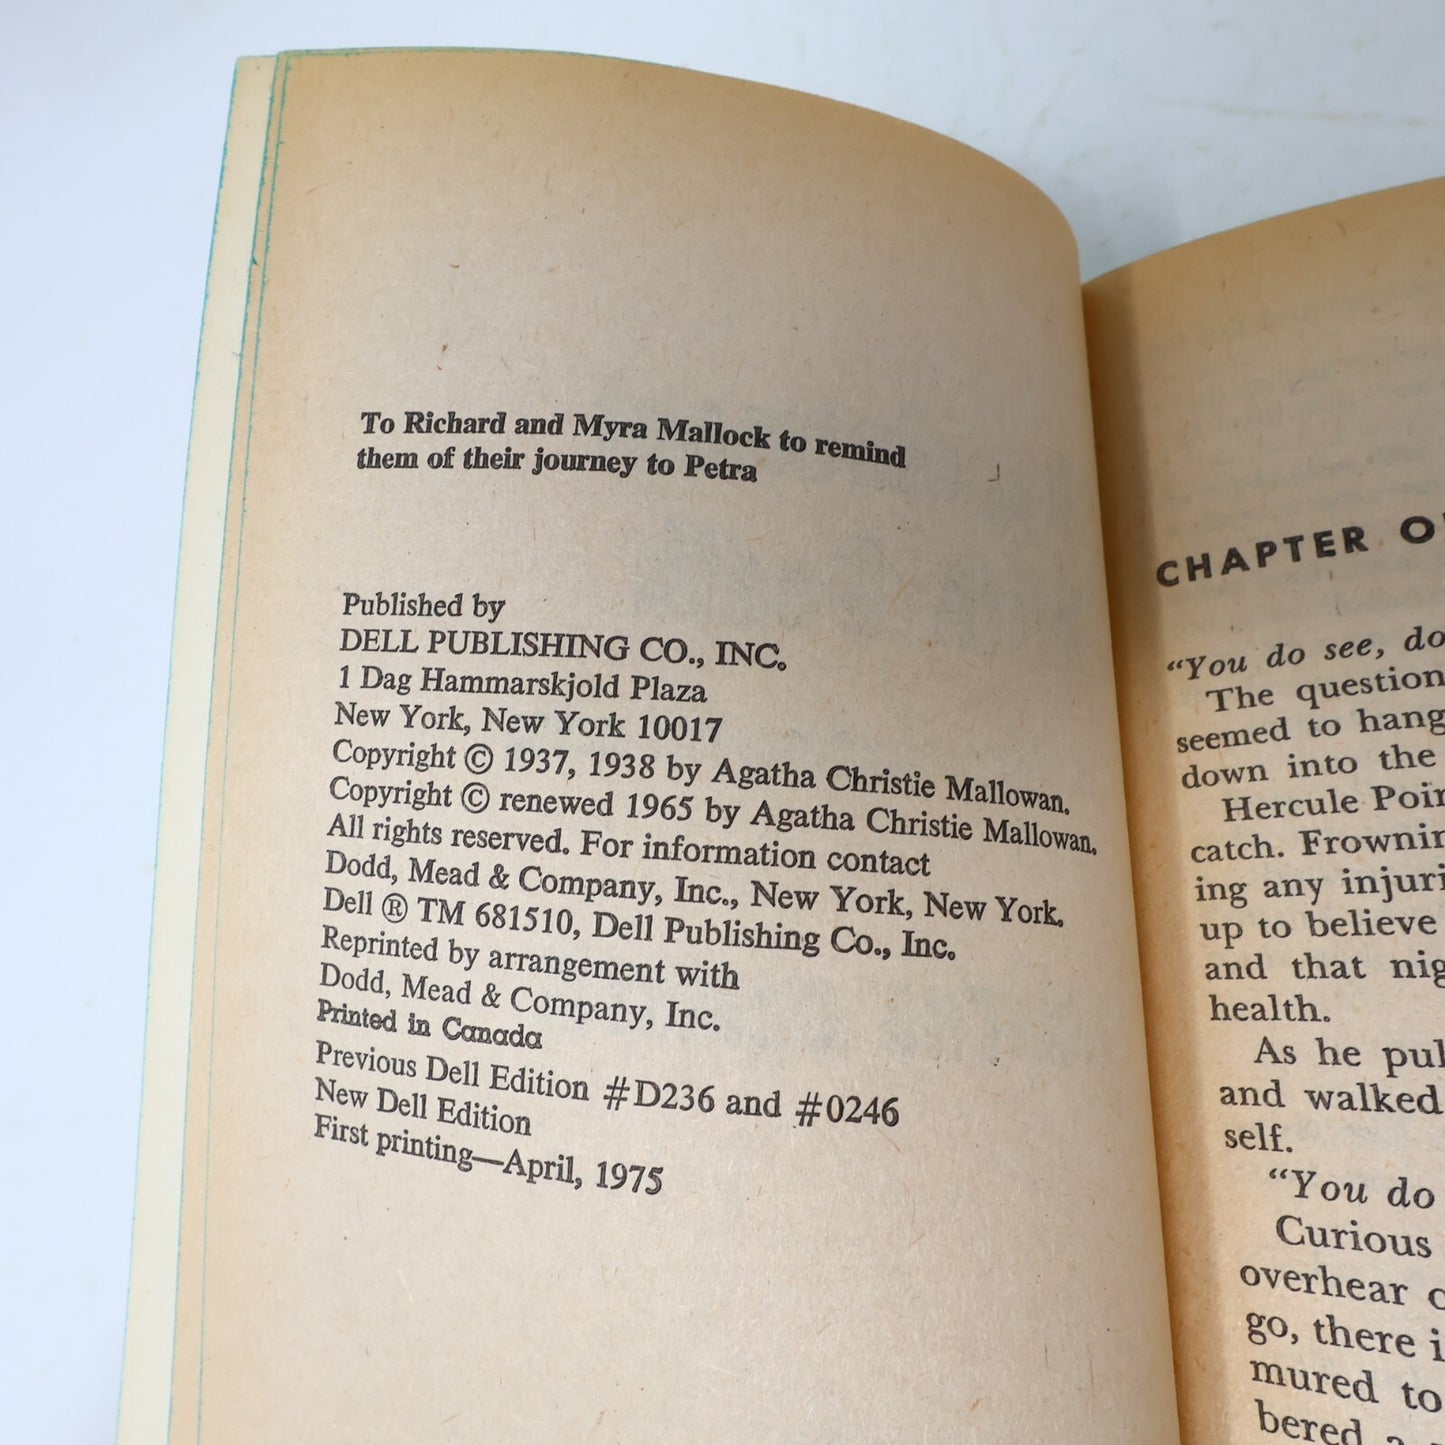 To Richard and Myra Mallock to remind
them of their journey to Petra
Published by
DELL PUBLISHING CO., INC.
1 Dag Hammarskjold Plaza
New York, New York 10017
Copyright © 1937, 1938 by Agatha Christie Mallowan.
Copyright © renewed 1965 by Agatha Christie Mallowan.
All rights reserved. For information contact
Dodd, Mead & Company, Inc., New York, New York.
Dell ® TM 681510, Dell Publishing Co., Inc.
Reprinted by arrangement with
Dodd, Mead & Company, Inc.
Printed in Canada
Previous Dell Edition #D236 and #0246
New Dell Edition
First printing—April, 1975
CHAPTER
"You do see, do
The question
seemed to hang
down into the
Hercule
catch.
ing any
up to believe
and that
health.
As he
and walked
self.
"You do
Curious
overhear
go, there
mured to
bered a